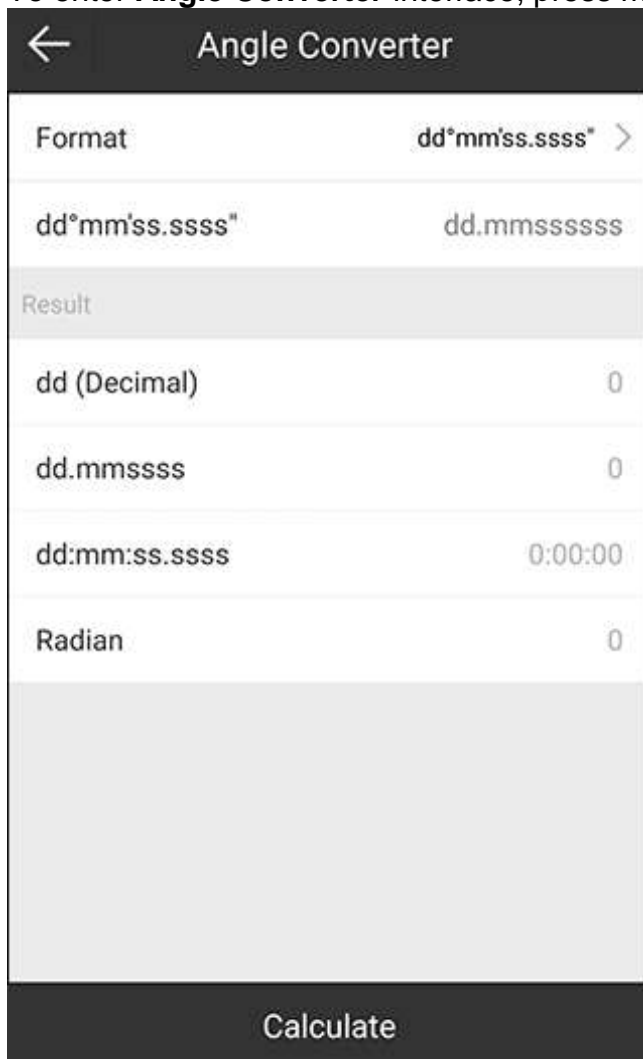 Angle Converter
Format dd°mm'ss.ssss" >
dd°mm'ss.ssss" dd.mmssssss
Result
dd (Decimal) 0
dd.mmssss 0
dd:mm:ss.ssss 0:00:00
Radian 0
Calculate